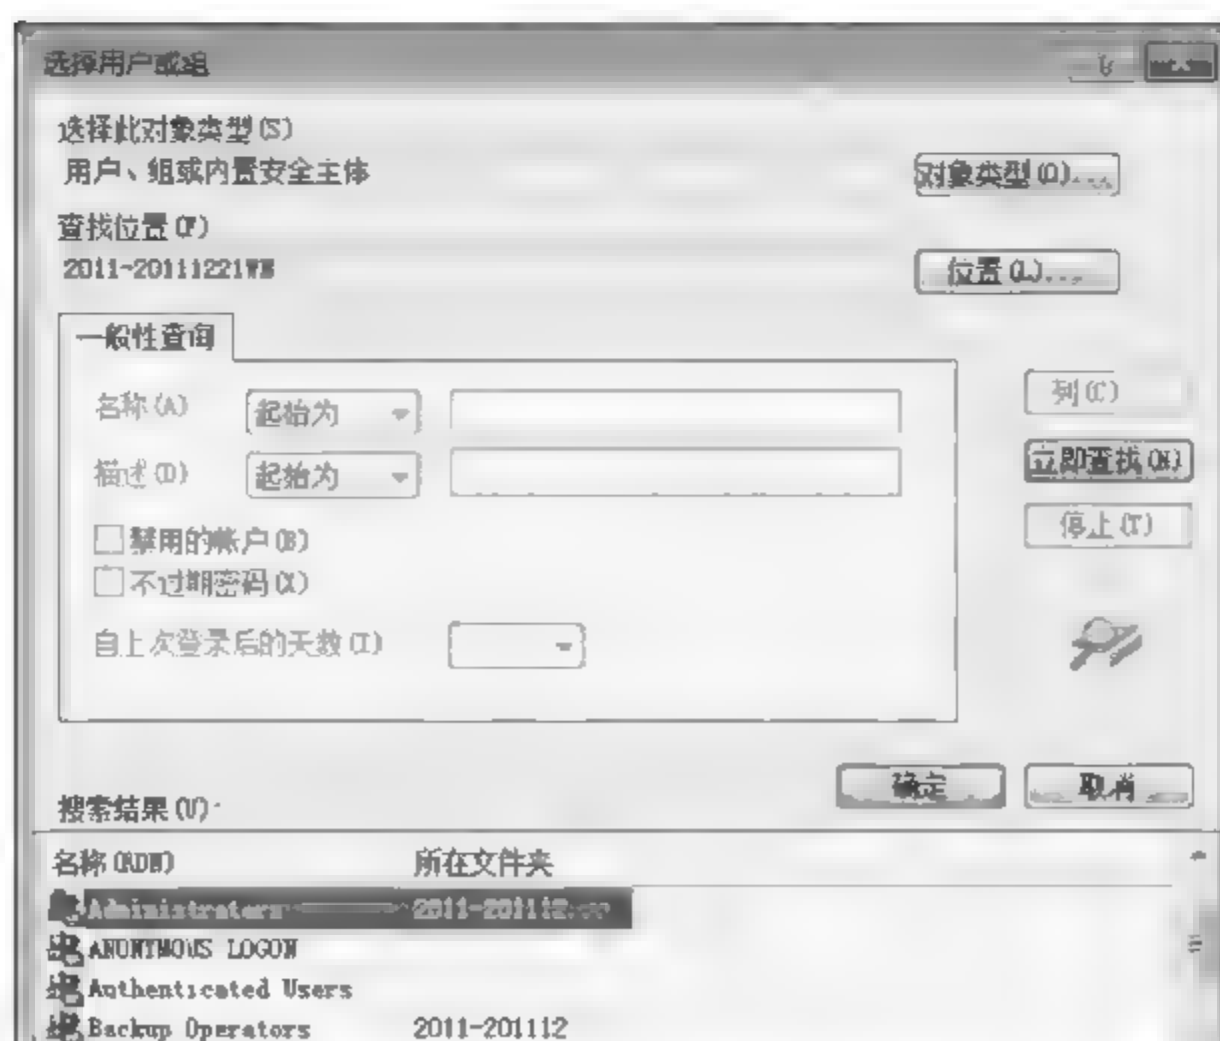 选择用户或组
选择此对象类型(S)
用户、组或内置安全主体
对象类型(O)...
查找位置(F)
2011-20111221WM
位置(L)...
一般性查询
名称(A) 起始为
列(C)
描述(D) 起始为
立即查找(N)
禁用的帐户(B)
停止(T)
不过期密码(X)
自上次登录后的天数(I)
确定 取消
搜索结果(U)
名称(RDN) 所在文件夹
Administrators 2011-201112
ANONYMOUS LOGON
Authenticated Users
Backup Operators 2011-201112